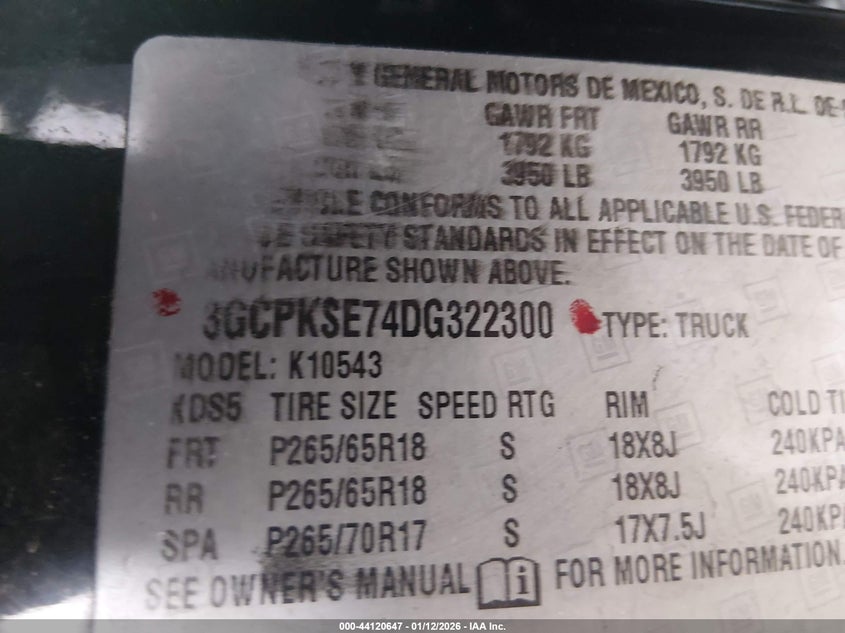 GENERAL MOTORS DE MEXICO, S. DE R.L. DE
GAWR FRT GAWR RR
1792 KG 1792 KG
3950 LB 3950 LB
CONFORMS TO ALL APPLICABLE U.S. FEDER
SAFETY STANDARDS IN EFFECT ON THE DATE OF
ANUFACTURE SHOWN ABOVE.
3GCPKSE74DG322300 TYPE: TRUCK
MODEL: K10543
KDS5 TIRE SIZE SPEED RTG RIM COLD TI
FRT P265/65R18 S 18X8J 240KPA
RR P265/65R18 S 18X8J 240KPA
SPA P265/70R17 S 17X7.5J 240KPA
SEE OWNER'S MANUAL i FOR MORE INFORMATION.
000-44120647 - 01/12/2026 - IAA Inc.